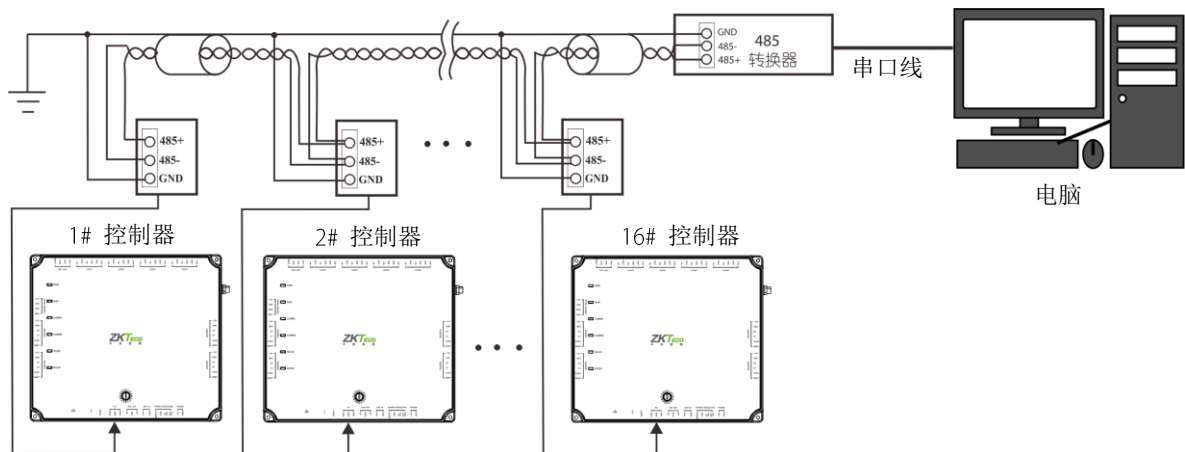 GND
485-
485+
485
转换器
串口线
485+
485-
GND
485+
485-
GND
485+
485-
GND
电脑
1# 控制器
2# 控制器
16# 控制器
ZKTECO
ZKTECO
ZKTECO